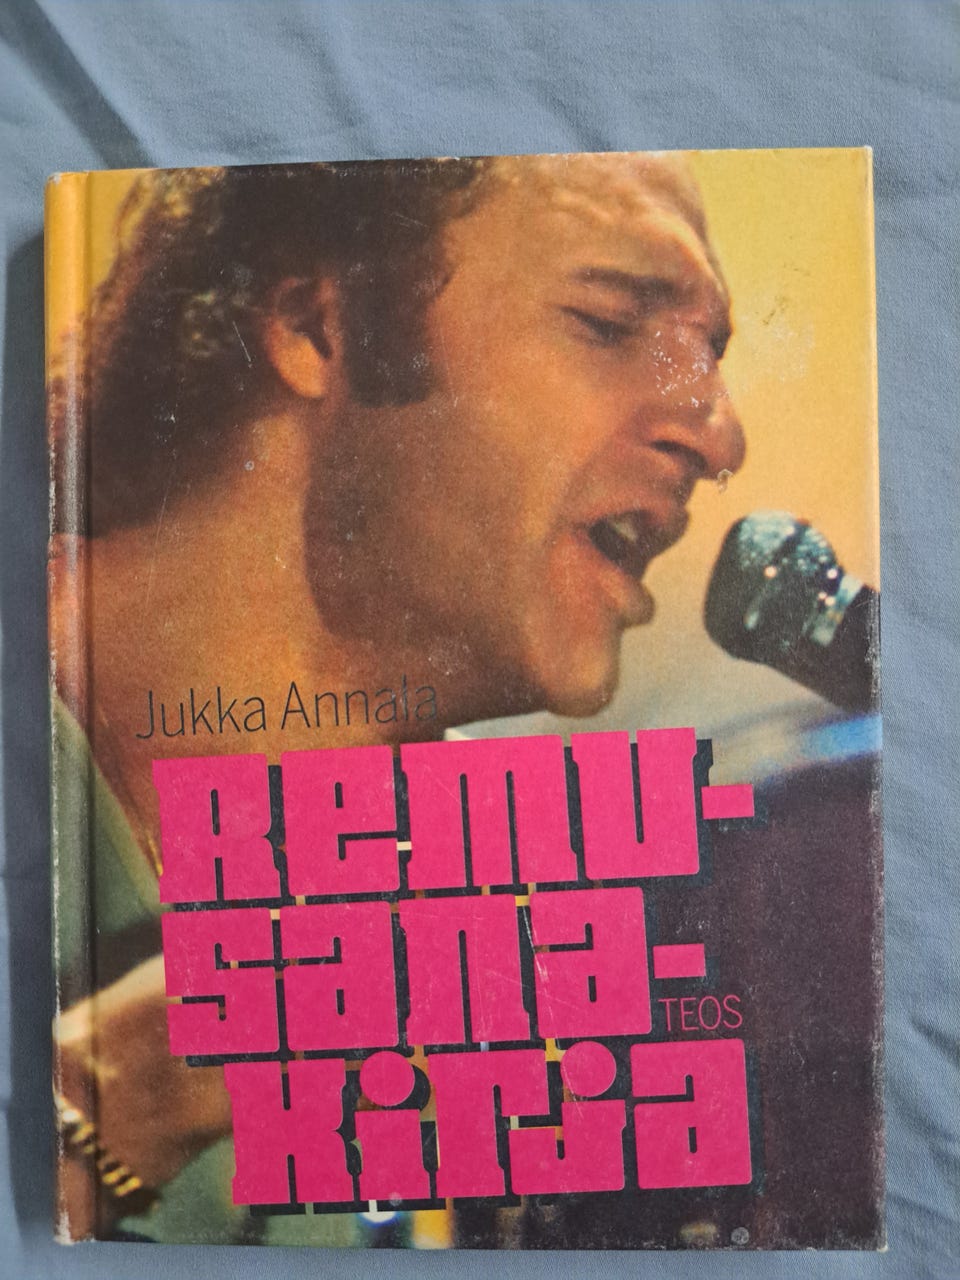 Jukka Annala
Remu-
sana-
TEOS
kirja